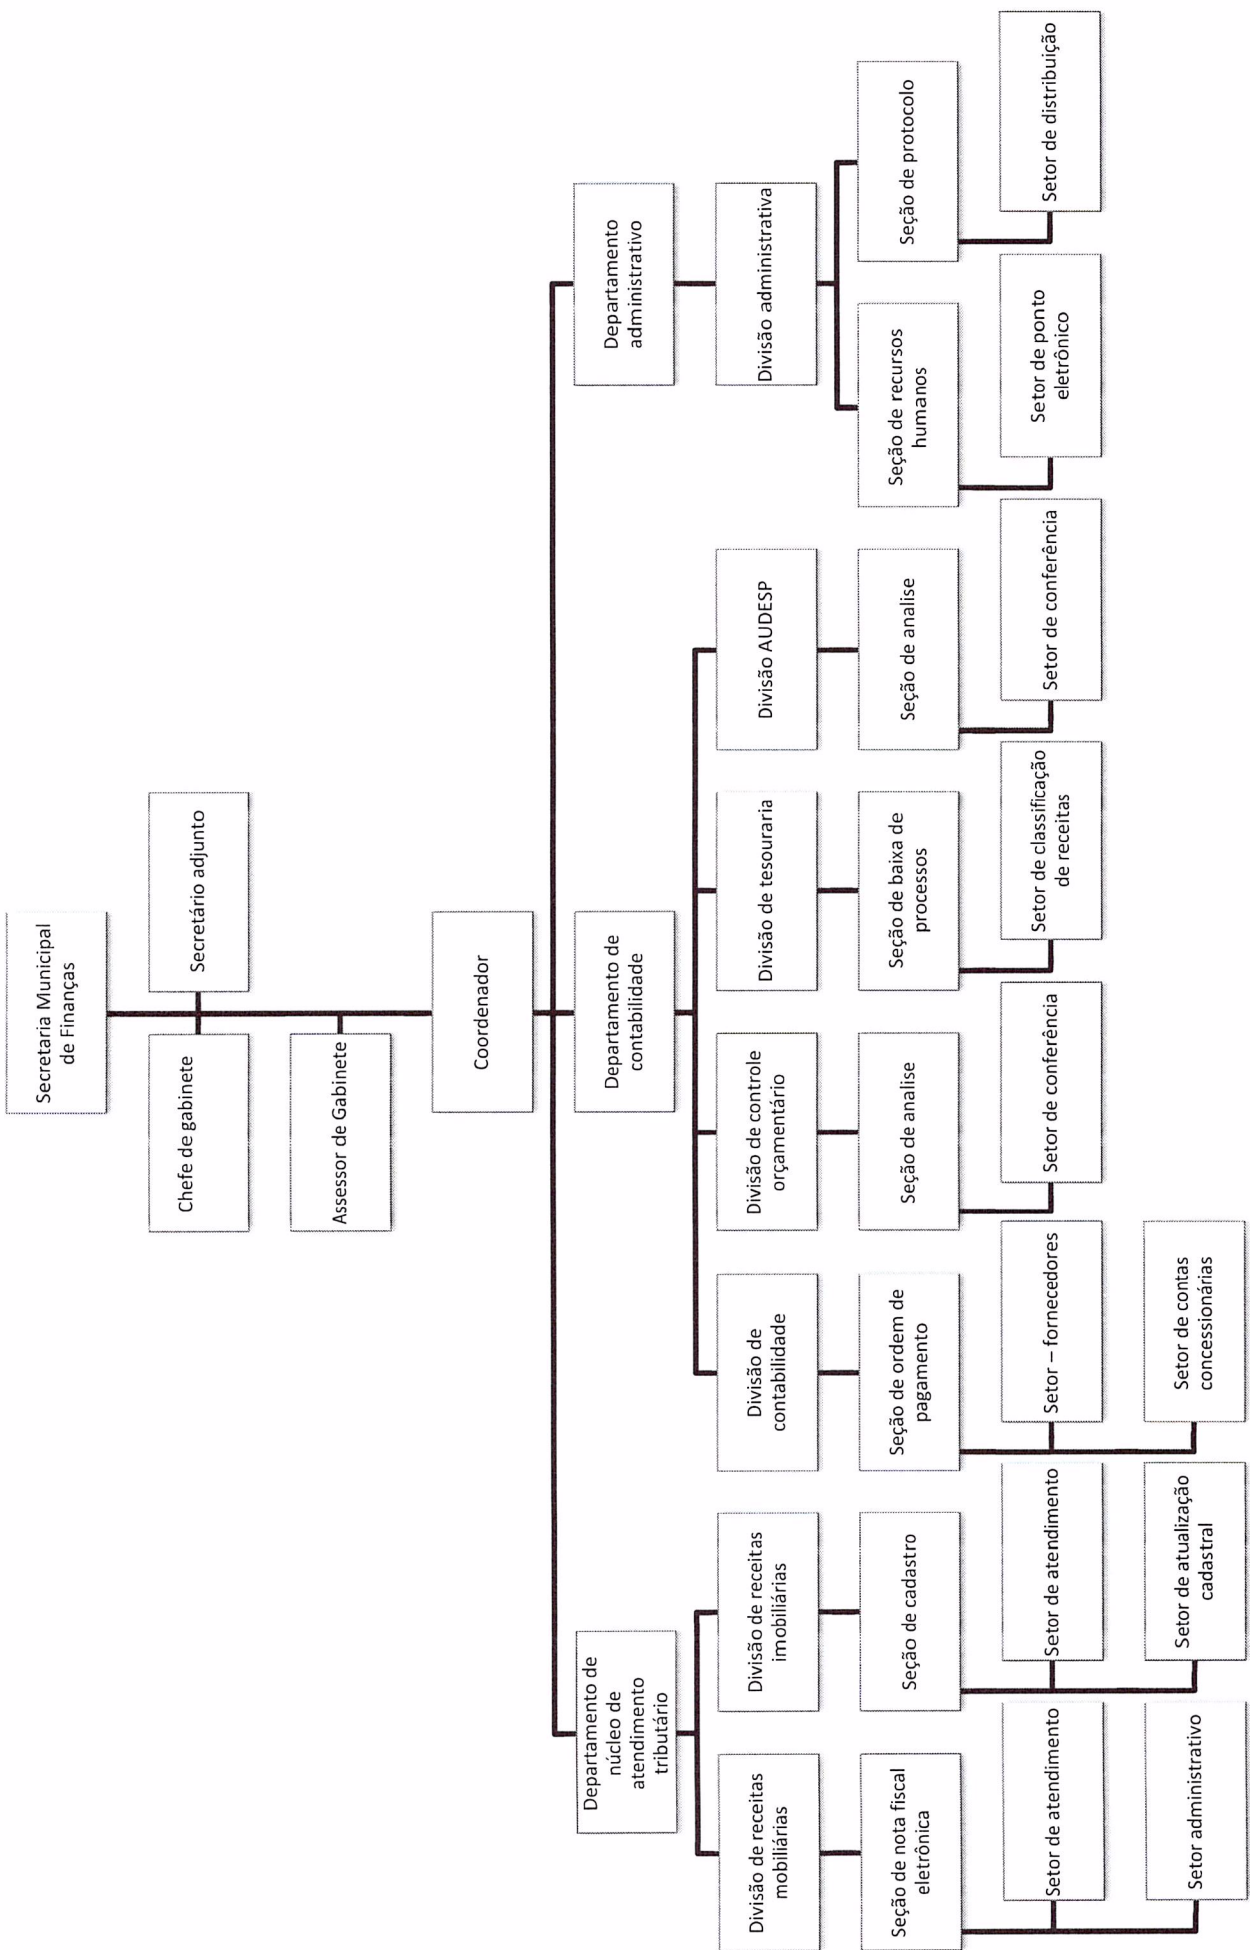 Secretaria Municipal
de Finanças
Chefe de gabinete
Secretário adjunto
Assessor de Gabinete
Coordenador
Departamento de
núcleo de
atendimento
tributário
Departamento de
contabilidade
Departamento
administrativo
Divisão de receitas
mobiliárias
Divisão de receitas
imobiliárias
Divisão de
contabilidade
Divisão de controle
orçamentário
Divisão de tesouraria
Divisão AUDESP
Divisão administrativa
Seção de nota fiscal
eletrônica
Seção de cadastro
Seção de ordem de
pagamento
Seção de analise
Seção de baixa de
processos
Seção de analise
Seção de recursos
humanos
Seção de protocolo
Setor de atendimento
Setor de atendimento
Setor – fornecedores
Setor de conferência
Setor de classificação
de receitas
Setor de conferência
Setor de ponto
eletrônico
Setor de distribuição
Setor administrativo
Setor de atualização
cadastral
Setor de contas
concessionárias